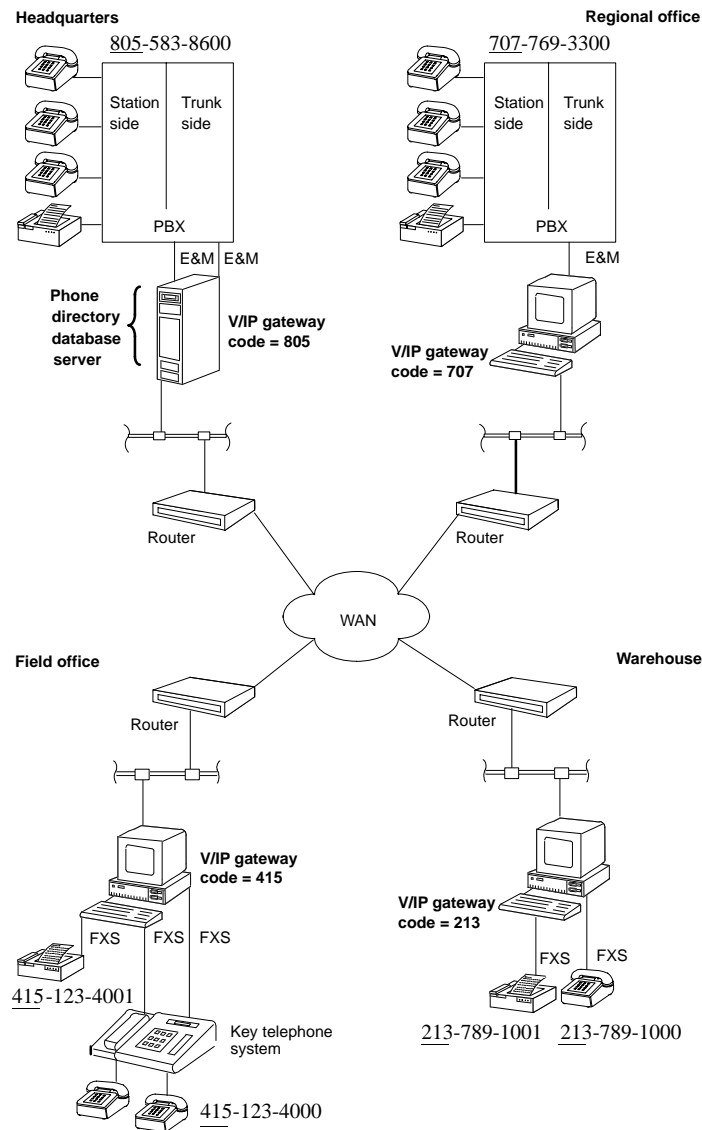 Headquarters
805-583-8600
Station side
Trunk side
PBX
E&M
E&M
Phone
directory
database
server
V/IP gateway
code = 805
Router
Regional office
707-769-3300
Station side
Trunk side
PBX
E&M
V/IP gateway
code = 707
Router
WAN
Field office
Router
V/IP gateway
code = 415
FXS
FXS
FXS
415-123-4001
Key telephone
system
415-123-4000
Warehouse
Router
V/IP gateway
code = 213
FXS
FXS
213-789-1001
213-789-1000